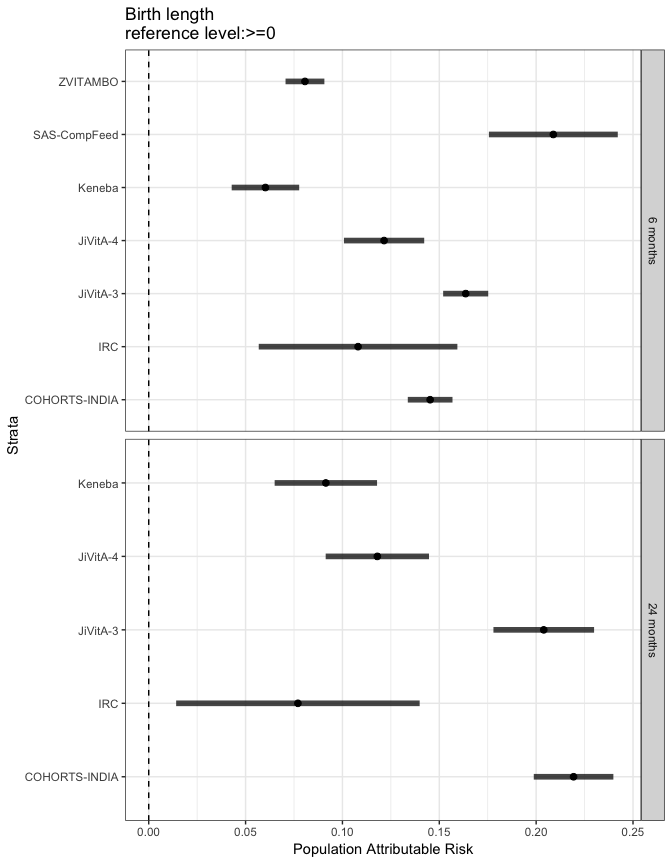 Birth length
reference level:>=0
Strata
ZVITAMBO
SAS-CompFeed
Keneba
JiVitA-4
JiVitA-3
IRC
COHORTS-INDIA
6 months
Keneba
JiVitA-4
JiVitA-3
IRC
COHORTS-INDIA
24 months
0.00 0.05 0.10 0.15 0.20 0.25
Population Attributable Risk